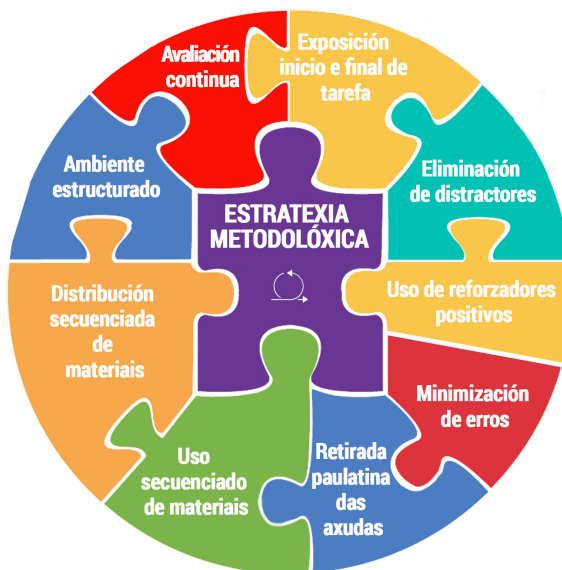 Avaliación
continua
Exposición
inicio e final de
tarefa
Ambiente
estructurado
Eliminación
de distractores
ESTRATEXIA
METODOLÓXICA
Distribución
secuenciada
de
materiais
Uso de reforzadores
positivos
Minimización
de erros
Uso
secuenciado
de materiais
Retirada
paulatina
das
axudas